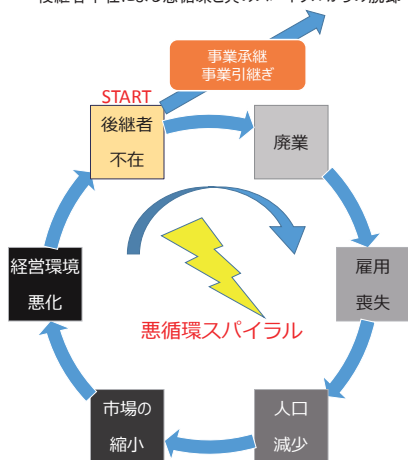 事業承継
事業引継ぎ
START
後継者
不在
廃業
経営環境
悪化
雇用
喪失
悪循環スパイラル
市場の
縮小
人口
減少